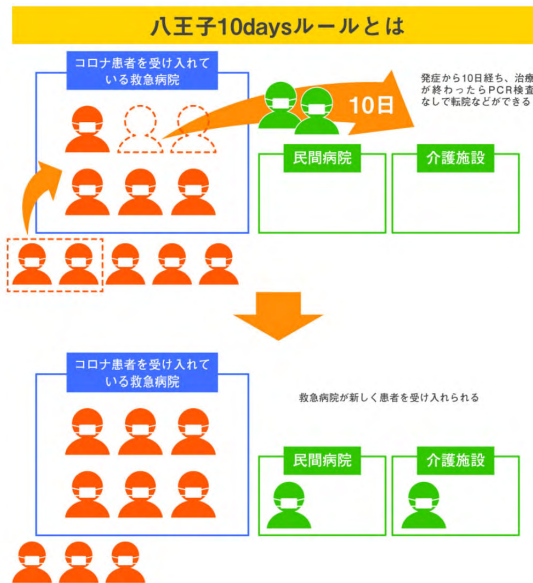 八王子10daysルールとは
コロナ患者を受け入れて
いる救急病院
10日
発症から10日経ち、治療
が終わったらPCR検査
なしで転院などができる
民間病院
介護施設
コロナ患者を受け入れて
いる救急病院
救急病院が新しく患者を受け入れられる
民間病院
介護施設